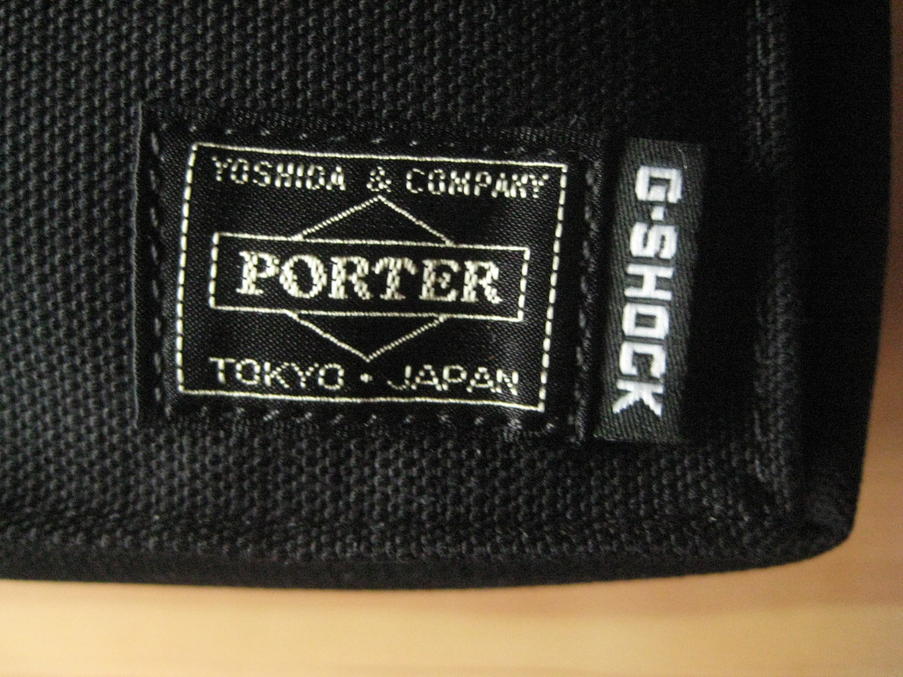 YOSHIDA & COMPANY
PORTER
TOKYO・JAPAN
G-SHOCK